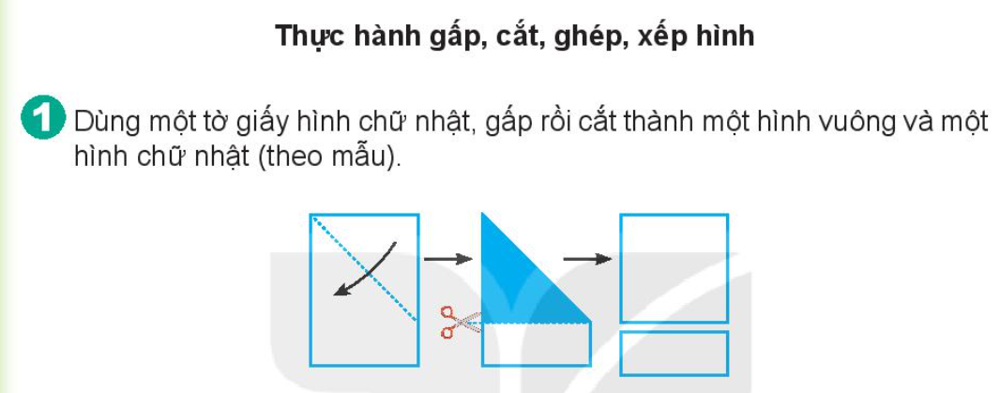 Thực hành gấp, cắt, ghép, xếp hình
1 Dùng một tờ giấy hình chữ nhật, gấp rồi cắt thành một hình vuông và một
hình chữ nhật (theo mẫu).